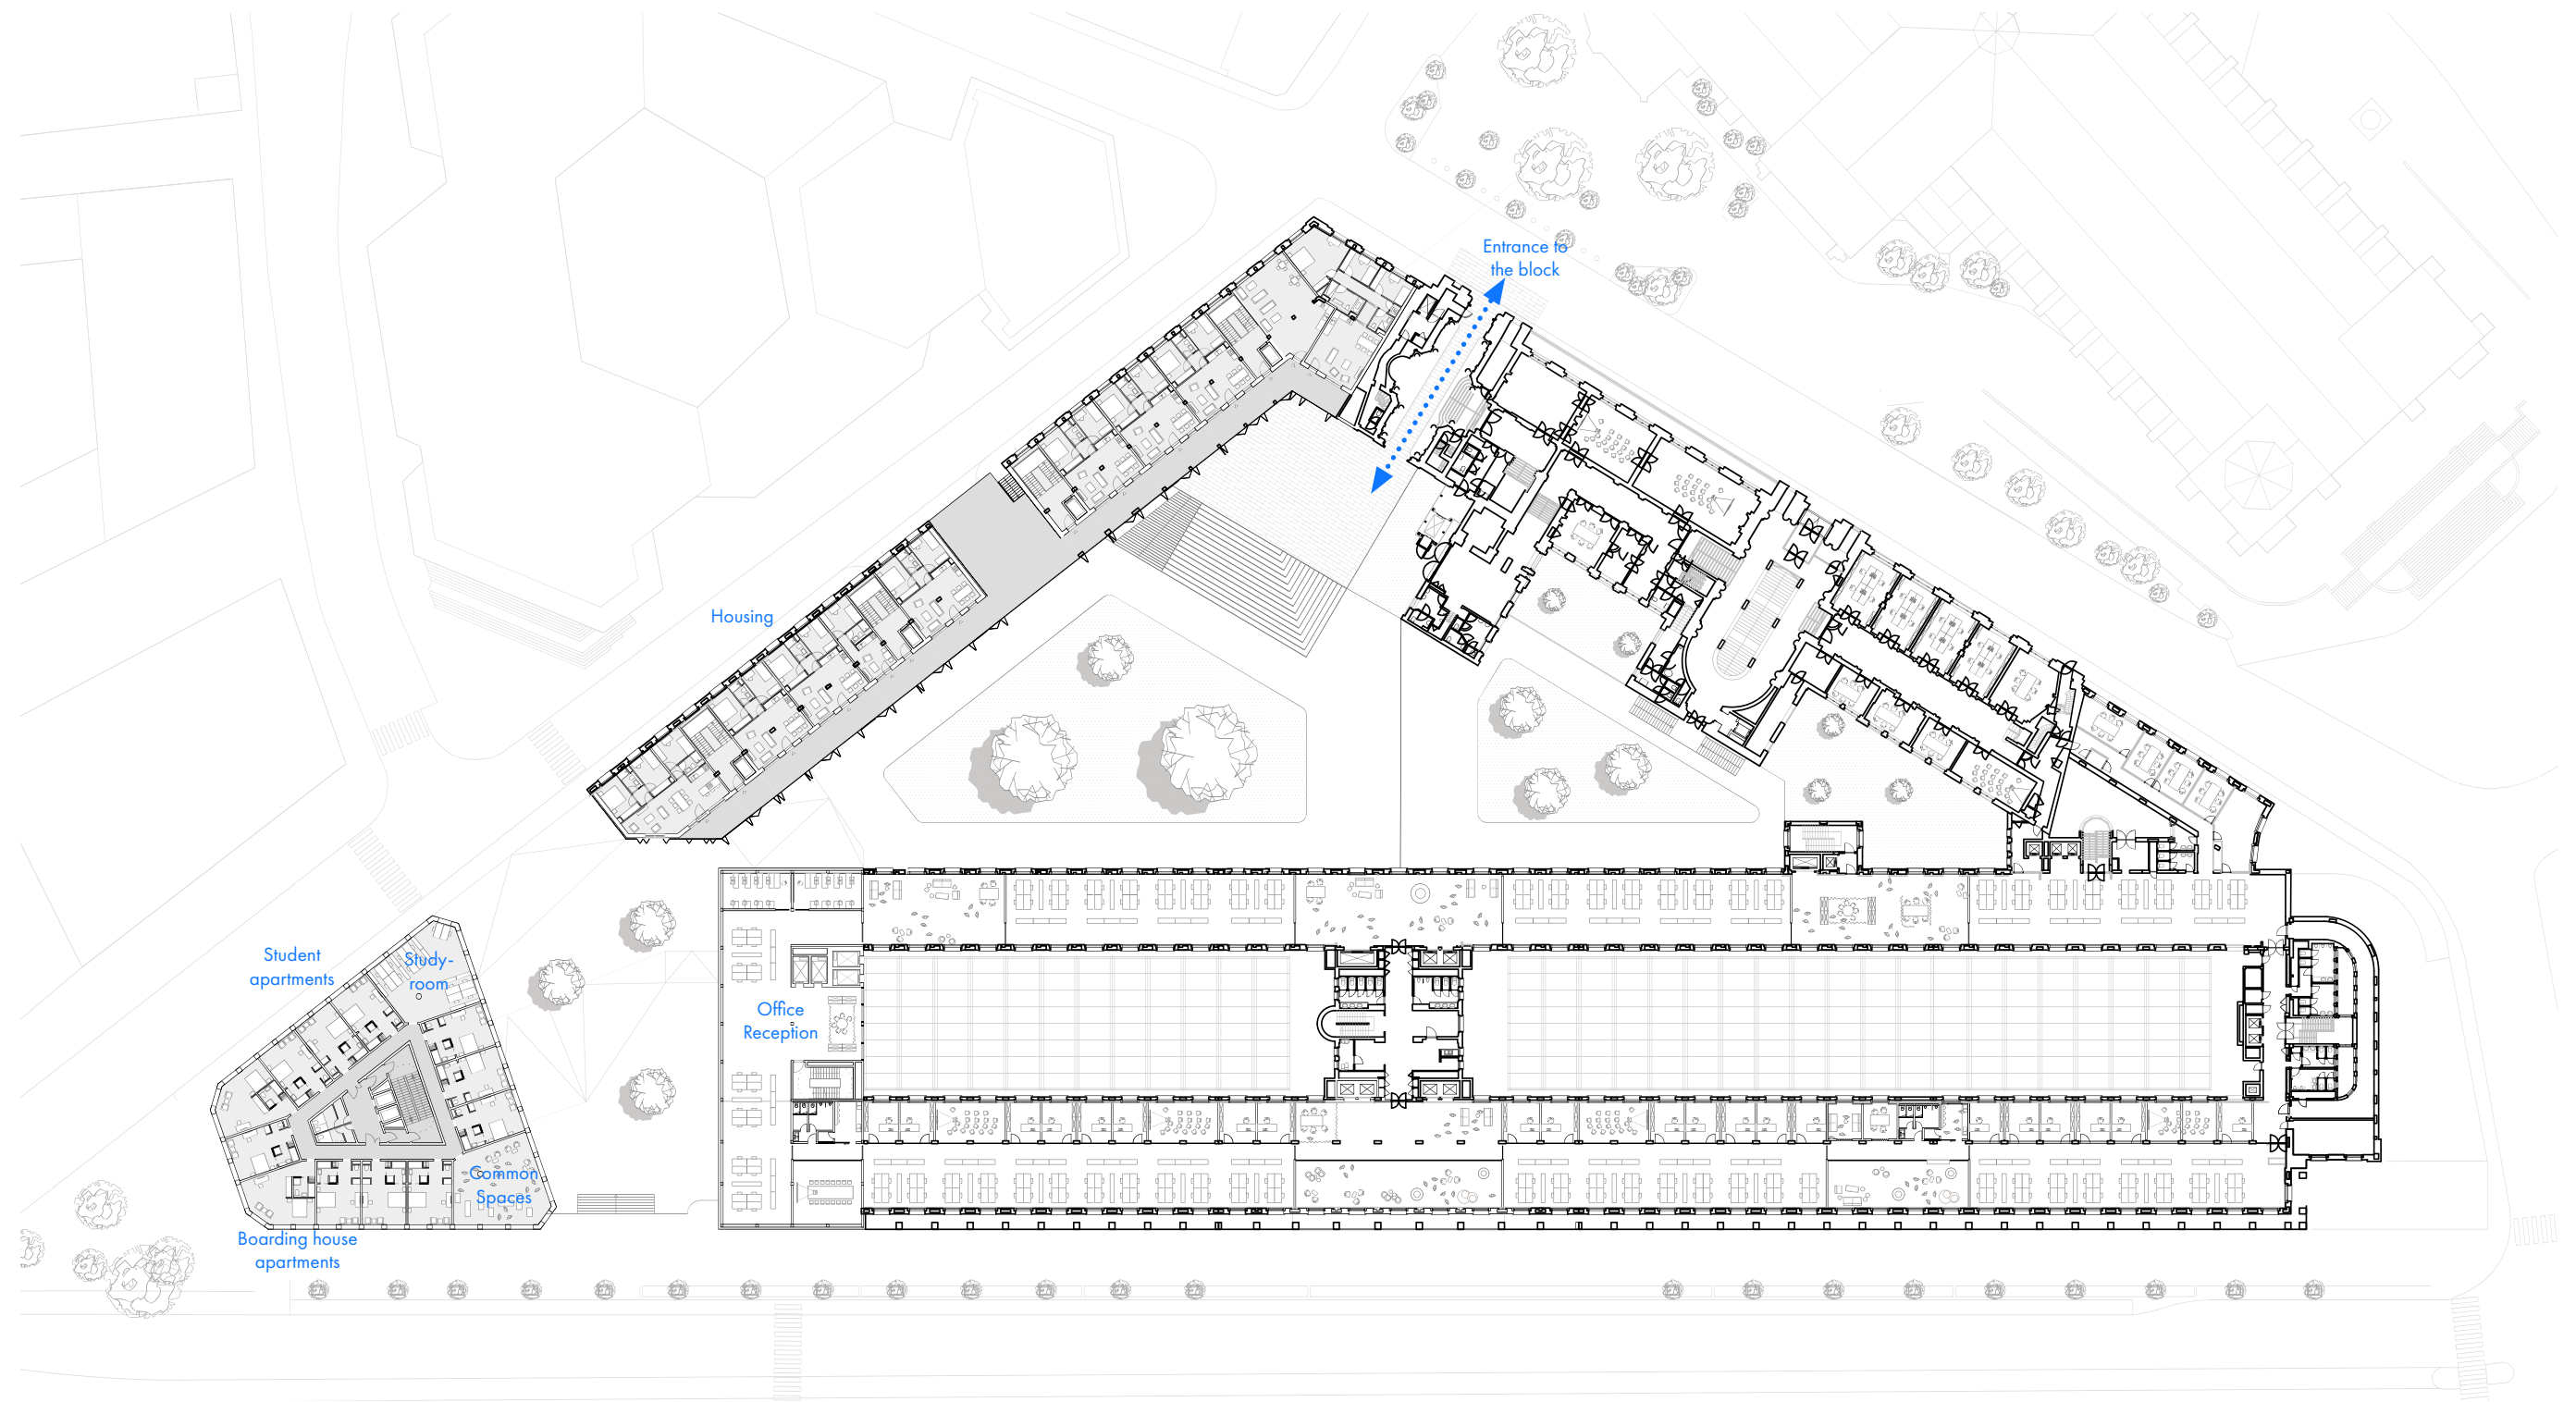 Entrance to
the block
Housing
Student
apartments
Study-
room
Office
Reception
Common
Spaces
Boarding house
apartments